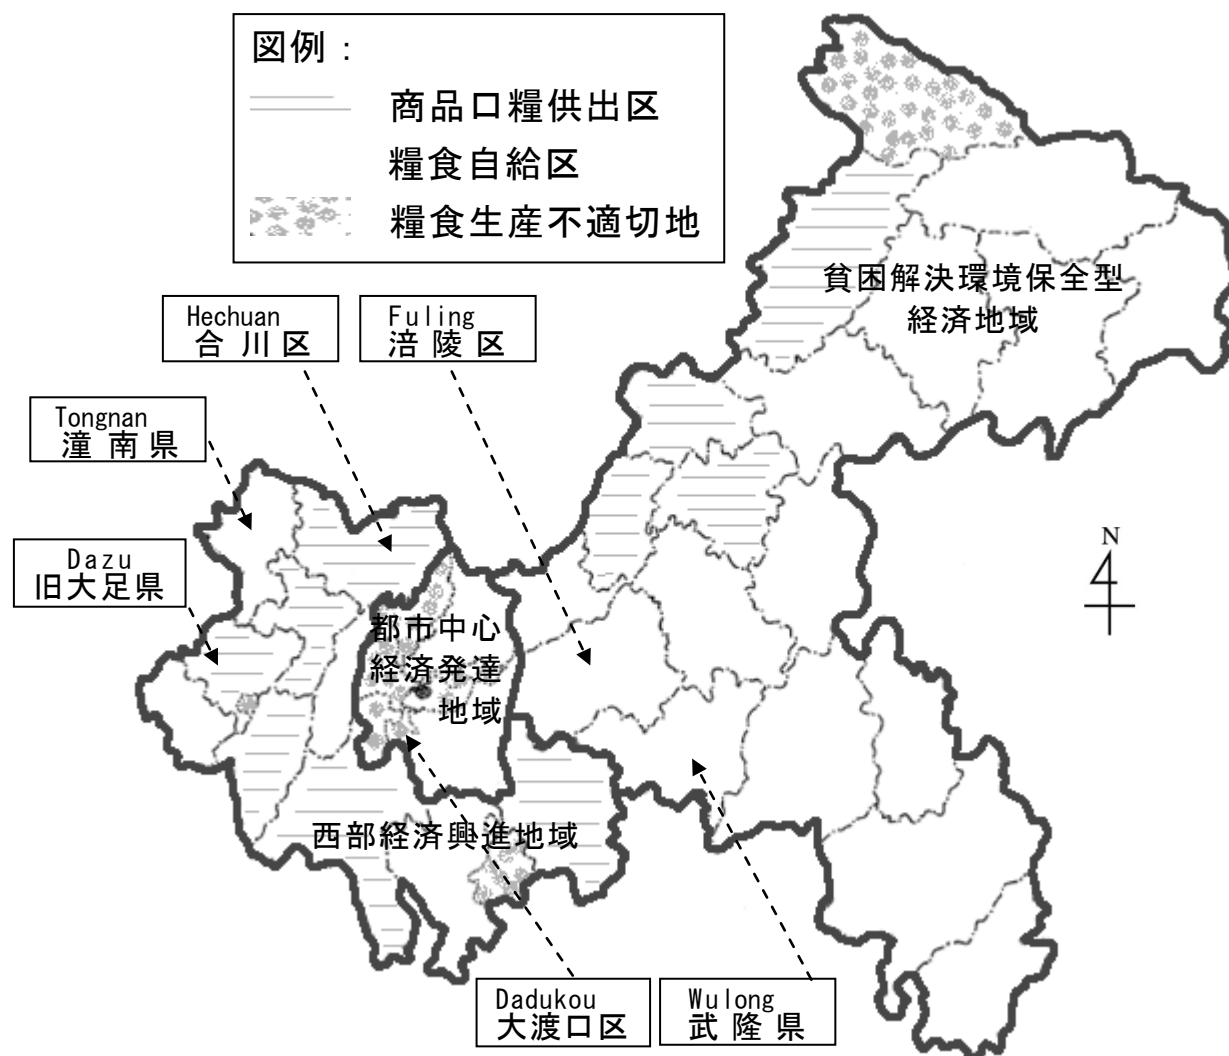 図例：
商品口糧供出区
糧食自給区
糧食生産不適切地
貧困解決環境保全型
経済地域
Hechuan
合川区
Fuling
涪陵区
Tongnan
潼南県
Dazu
旧大足県
N
都市中心
経済発達
地域
西部経済興進地域
Dadukou
大渡口区
Wulong
武隆県